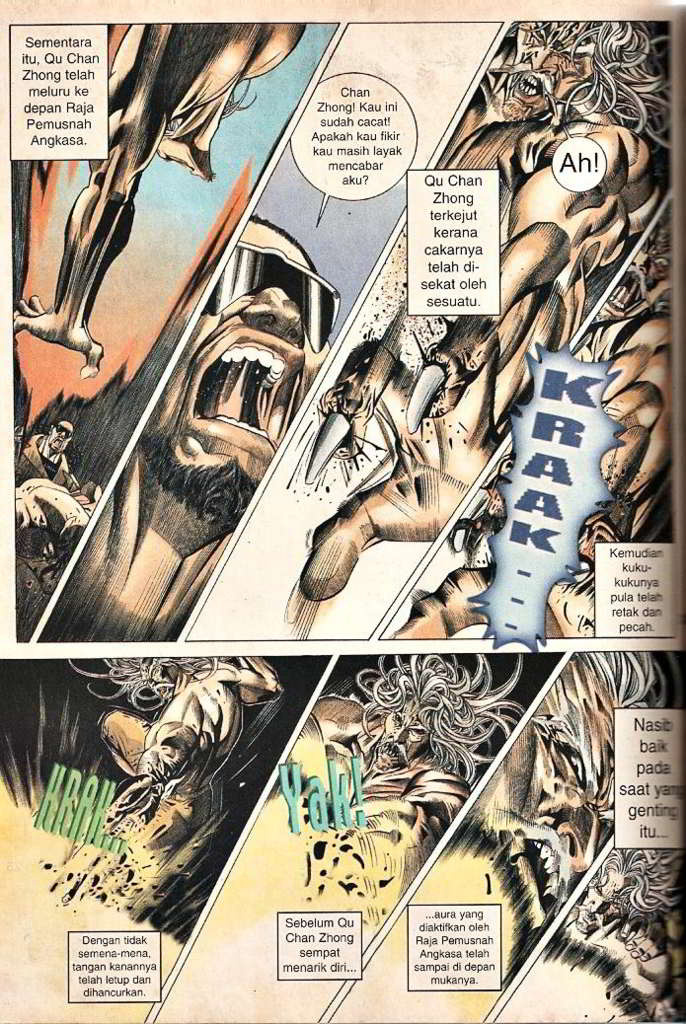 Sementara
itu, Qu Chan
Zhong telah
meluru ke
depan Raja
Pemusnah
Angkasa.
Chan
Zhong! Kau ini
sudah cacat!
Apakah kau fikir
kau masih layak
mencabar
aku?
Qu Chan
Zhong
terkejut
kerana
cakarnya
telah di-
sekat oleh
sesuatu.
Ah!
KRAAK...
Kemudian
kuku-
kukunya
pula telah
retak dan
pecah.
KRAK...
Dengan tidak
semena-mena,
tangan kanannya
telah letup dan
dihancurkan.
Yak!
Sebelum Qu
Chan Zhong
sempat
menarik diri...
...aura yang
diaktifkan oleh
Raja Pemusnah
Angkasa telah
sampai di depan
mukanya.
Nasib
baik
pada
saat yang
genting
itu...